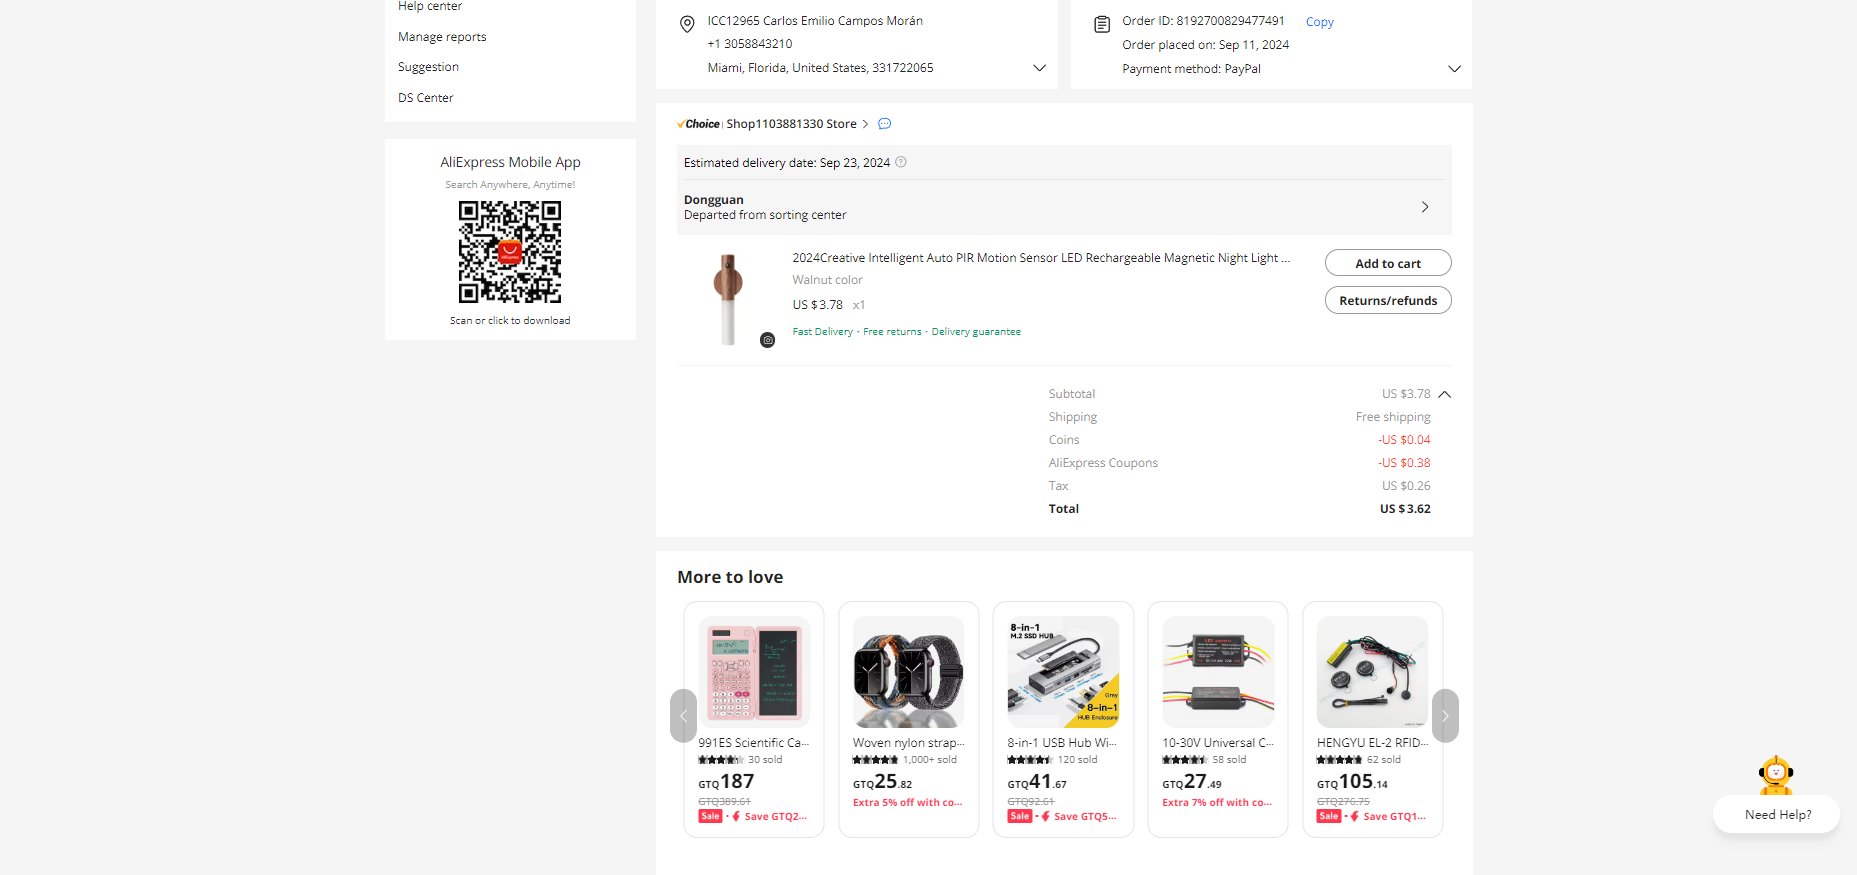 Help center
Manage reports
Suggestion
DS Center
AliExpress Mobile App
Search Anywhere, Anytime!
AliExpress
Scan or click to download
ICC12965 Carlos Emilio Campos Morán
+1 3058843210
Miami, Florida, United States, 331722065
Order ID: 8192700829477491 Copy
Order placed on: Sep 11, 2024
Payment method: PayPal
Choice Shop1103881330 Store
Estimated delivery date: Sep 23, 2024
Dongguan
Departed from sorting center
2024Creative Intelligent Auto PIR Motion Sensor LED Rechargeable Magnetic Night Light ...
Walnut color
US $3.78 x1
Fast Delivery · Free returns · Delivery guarantee
Add to cart
Returns/refunds
Subtotal US $3.78
Shipping Free shipping
Coins -US $0.04
AliExpress Coupons -US $0.38
Tax US $0.26
Total US $3.62
More to love
991ES Scientific Ca...
30 sold
GTQ187
GTQ389.61
Sale · Save GTQ2...
Woven nylon strap...
1,000+ sold
GTQ25.82
Extra 5% off with co...
8-in-1
M.2 SSD HUB
Grey
8-in-1
HUB Enclosure
8-in-1 USB Hub Wi...
120 sold
GTQ41.67
GTQ92.61
Sale · Save GTQ5...
10-30V Universal C...
58 sold
GTQ27.49
Extra 7% off with co...
HENGYU EL-2 RFID...
62 sold
GTQ105.14
GTQ276.75
Sale · Save GTQ1...
Need Help?